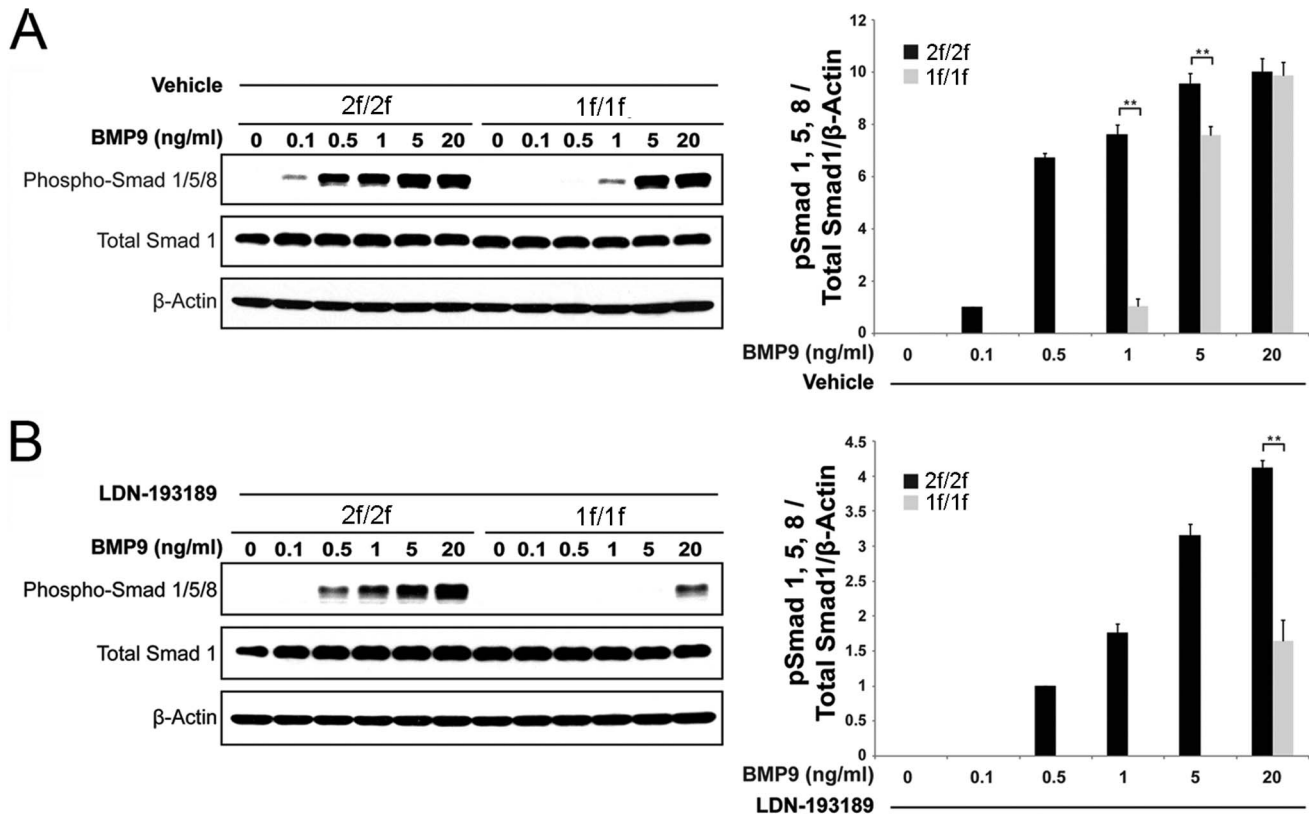 A
Vehicle
2f/2f 1f/1f
BMP9 (ng/ml) 0 0.1 0.5 1 5 20 0 0.1 0.5 1 5 20
Phospho-Smad 1/5/8
Total Smad 1
β-Actin
pSmad 1, 5, 8 /
Total Smad1/β-Actin
12
10
8
6
4
2
0
2f/2f
1f/1f
**
**
BMP9 (ng/ml) 0 0.1 0.5 1 5 20
Vehicle
B
LDN-193189
2f/2f 1f/1f
BMP9 (ng/ml) 0 0.1 0.5 1 5 20 0 0.1 0.5 1 5 20
Phospho-Smad 1/5/8
Total Smad 1
β-Actin
pSmad 1, 5, 8 /
Total Smad1/β-Actin
4.5
4
3.5
3
2.5
2
1.5
1
0.5
0
2f/2f
1f/1f
**
BMP9 (ng/ml) 0 0.1 0.5 1 5 20
LDN-193189